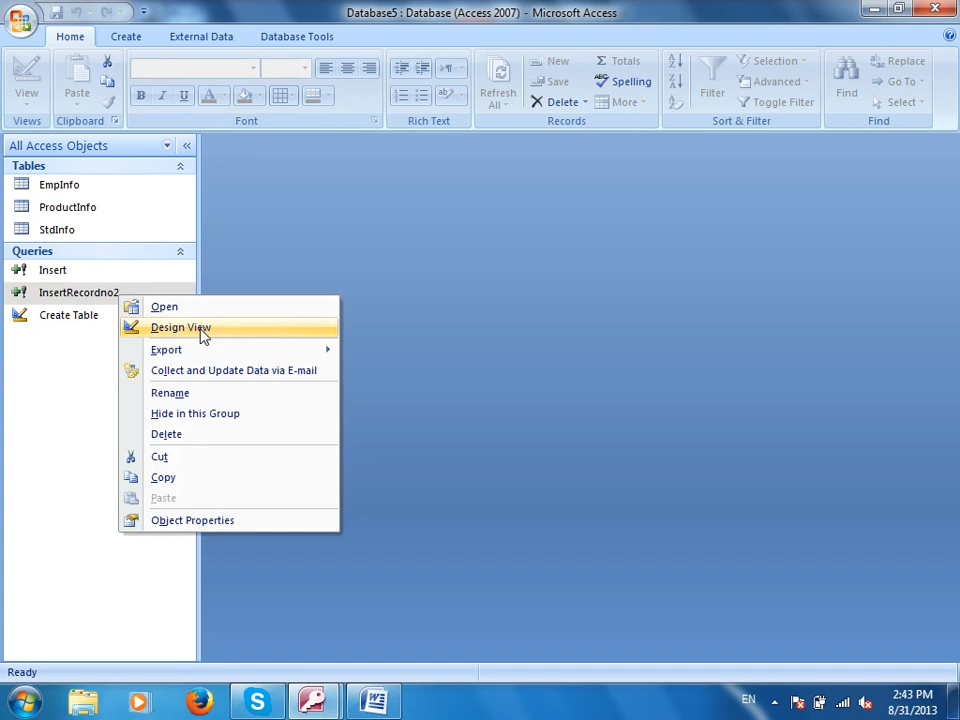 Database5 : Database (Access 2007) - Microsoft Access
Home
Create
External Data
Database Tools
View
Views
Paste
Clipboard
B I U
A
Font
ab
Rich Text
Refresh
All
New
Save
Delete
Totals
ABC
Spelling
More
Records
Filter
Selection
Advanced
Toggle Filter
Sort & Filter
Find
Replace
Go To
Select
Find
All Access Objects
Tables
EmpInfo
ProductInfo
StdInfo
Queries
Insert
InsertRecordno2
Create Table
Open
Design View
Export
Collect and Update Data via E-mail
Rename
Hide in this Group
Delete
Cut
Copy
Paste
Object Properties
Ready
EN
2:43 PM
8/31/2013